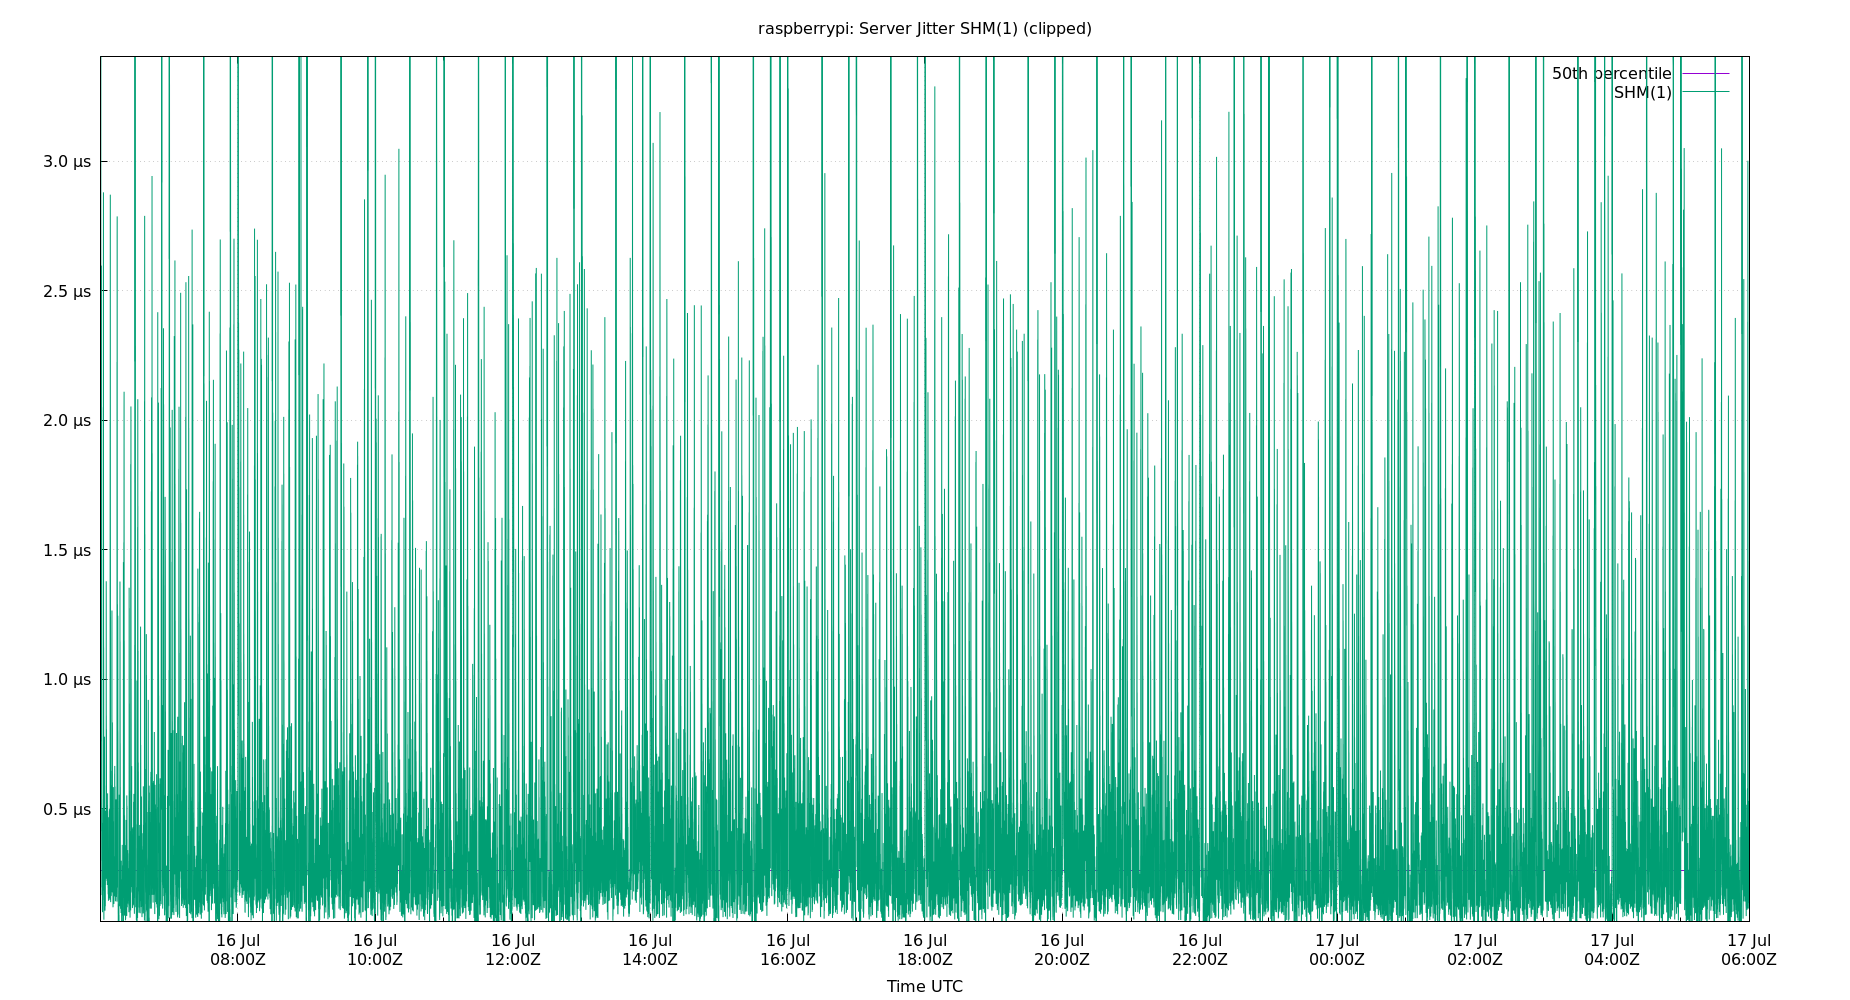 raspberrypi: Server Jitter SHM(1) (clipped)
50th percentile
SHM(1)
3.0 μs
2.5 μs
2.0 μs
1.5 μs
1.0 μs
0.5 μs
16 Jul 16 Jul 16 Jul 16 Jul 16 Jul 16 Jul 16 Jul 16 Jul 17 Jul 17 Jul 17 Jul 17 Jul
08:00Z 10:00Z 12:00Z 14:00Z 16:00Z 18:00Z 20:00Z 22:00Z 00:00Z 02:00Z 04:00Z 06:00Z
Time UTC